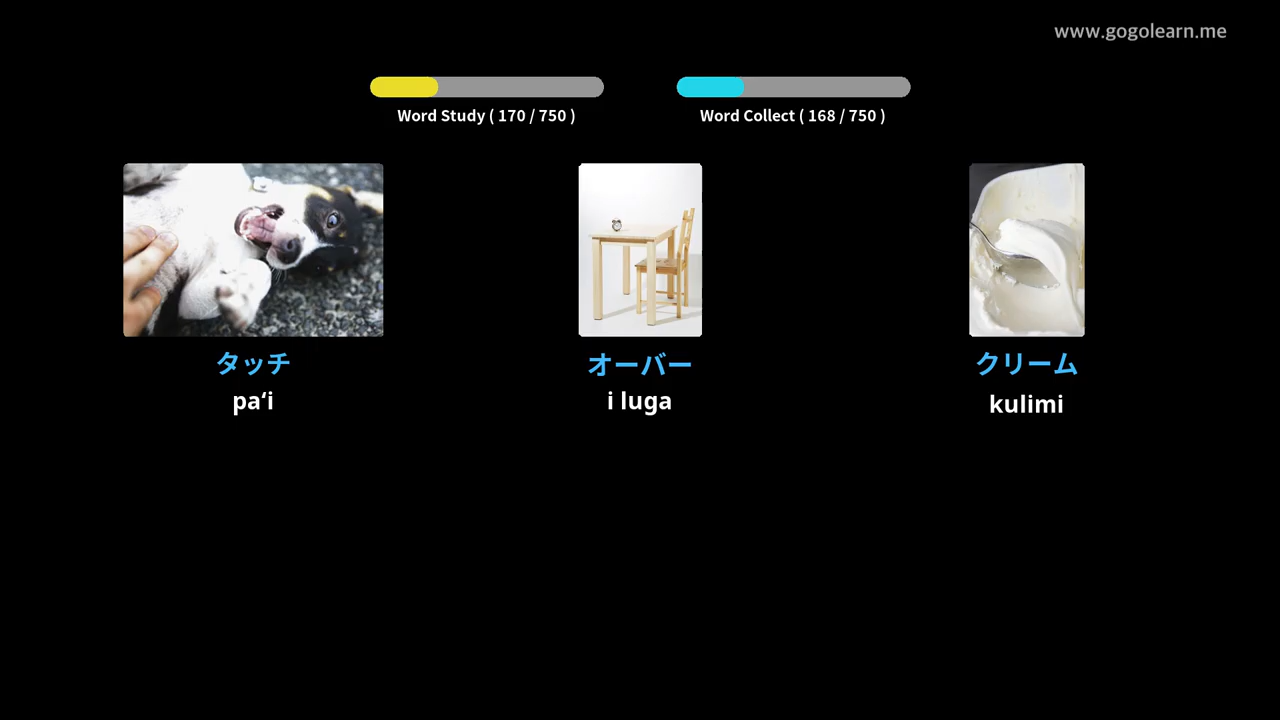 www.gogolearn.me
Word Study ( 170 / 750 )
Word Collect ( 168 / 750 )
タッチ
paʻi
オーバー
i luga
クリーム
kulimi